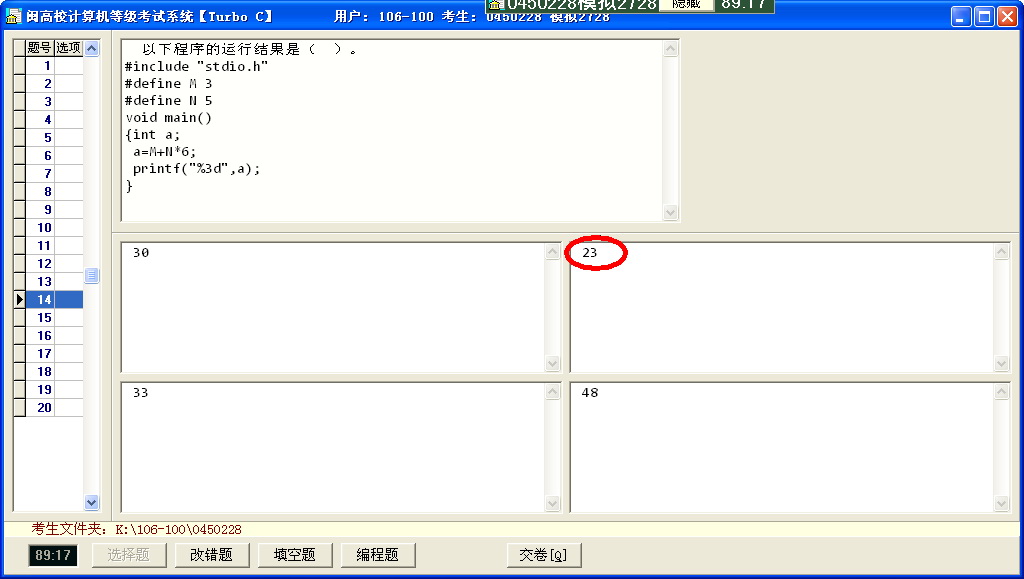 闽高校计算机等级考试系统【Turbo C】 用户: 106-100 考生: 0450228 模拟2728
0450228模拟2728 隐藏 89:17
题号 选项
1
2
3
4
5
6
7
8
9
10
11
12
13
14
15
16
17
18
19
20
以下程序的运行结果是( )。
#include "stdio.h"
#define M 3
#define N 5
void main()
{int a;
a=M+N*6;
printf("%3d",a);
}
30
23
33
48
考生文件夹: K:\106-100\0450228
89:17 选择题 改错题 填空题 编程题 交卷[Q]